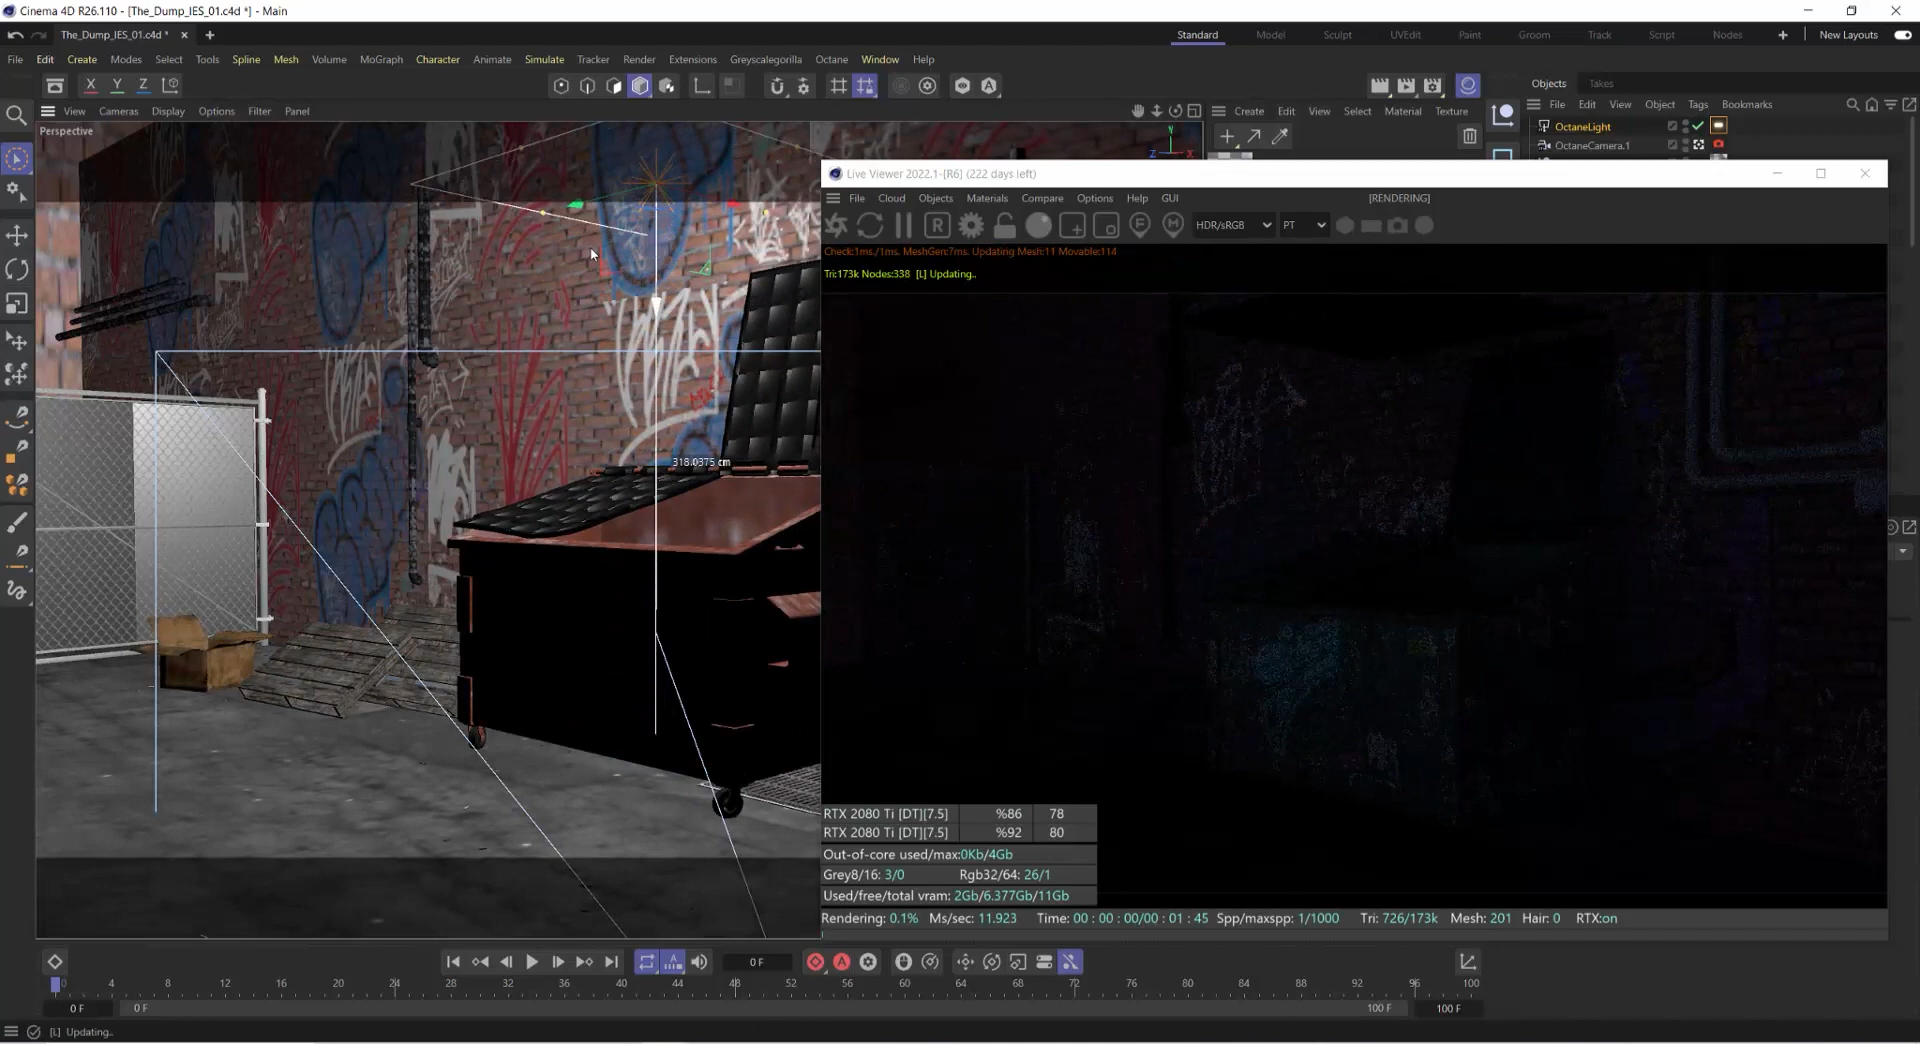 Cinema 4D R26.110 - [The_Dump_IES_01.c4d *] - Main
The_Dump_IES_01.c4d *
Standard Model Sculpt UVEdit Paint Groom Track Script Nodes New Layouts
File Edit Create Modes Select Tools Spline Mesh Volume MoGraph Character Animate Simulate Tracker Render Extensions Greyscalegorilla Octane Window Help
X Y Z
Objects Takes
View Cameras Display Options Filter Panel
Create Edit View Select Material Texture
File Edit View Object Tags Bookmarks
Perspective
Y
Z X
OctaneLight
OctaneCamera.1
Live Viewer 2022.1-[R6] (222 days left)
File Cloud Objects Materials Compare Options Help GUI [RENDERING]
HDR/sRGB PT
Check:1ms./1ms. MeshGen:7ms. Updating Mesh:11 Movable:114
Tri:173k Nodes:338 [L] Updating..
318.0375 cm
RTX 2080 Ti [DT][7.5] %86 78
RTX 2080 Ti [DT][7.5] %92 80
Out-of-core used/max:0Kb/4Gb
Grey8/16: 3/0 Rgb32/64: 26/1
Used/free/total vram: 2Gb/6.377Gb/11Gb
Rendering: 0.1% Ms/sec: 11.923 Time: 00 : 00 : 00/00 : 01 : 45 Spp/maxspp: 1/1000 Tri: 726/173k Mesh: 201 Hair: 0 RTX:on
0 F
0 4 8 12 16 20 24 28 32 36 40 44 48 52 56 60 64 68 72 76 80 84 88 92 96 100
0 F 0 F 100 F 100 F
[L] Updating..